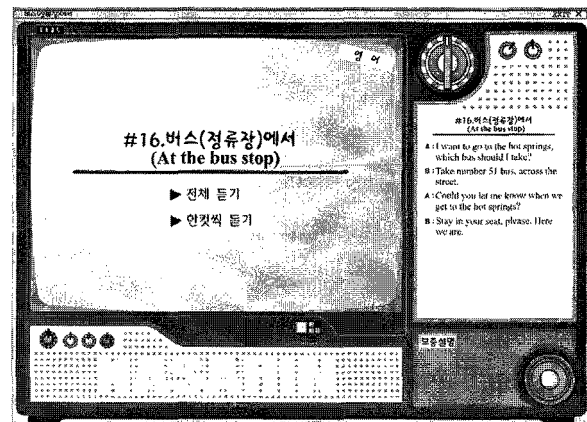 EXIT X
영 어
#16.버스(정류장)에서
(At the bus stop)
▶ 전체 듣기
▶ 한컷씩 듣기
#16.버스(정류장)에서
(At the bus stop)
A : I want to go to the hot springs,
which bus should I take?
B : Take number 51 bus, across the
street.
A : Could you let me know when we
get to the hot springs?
B : Stay in your seat, please. Here
we are.
보충설명